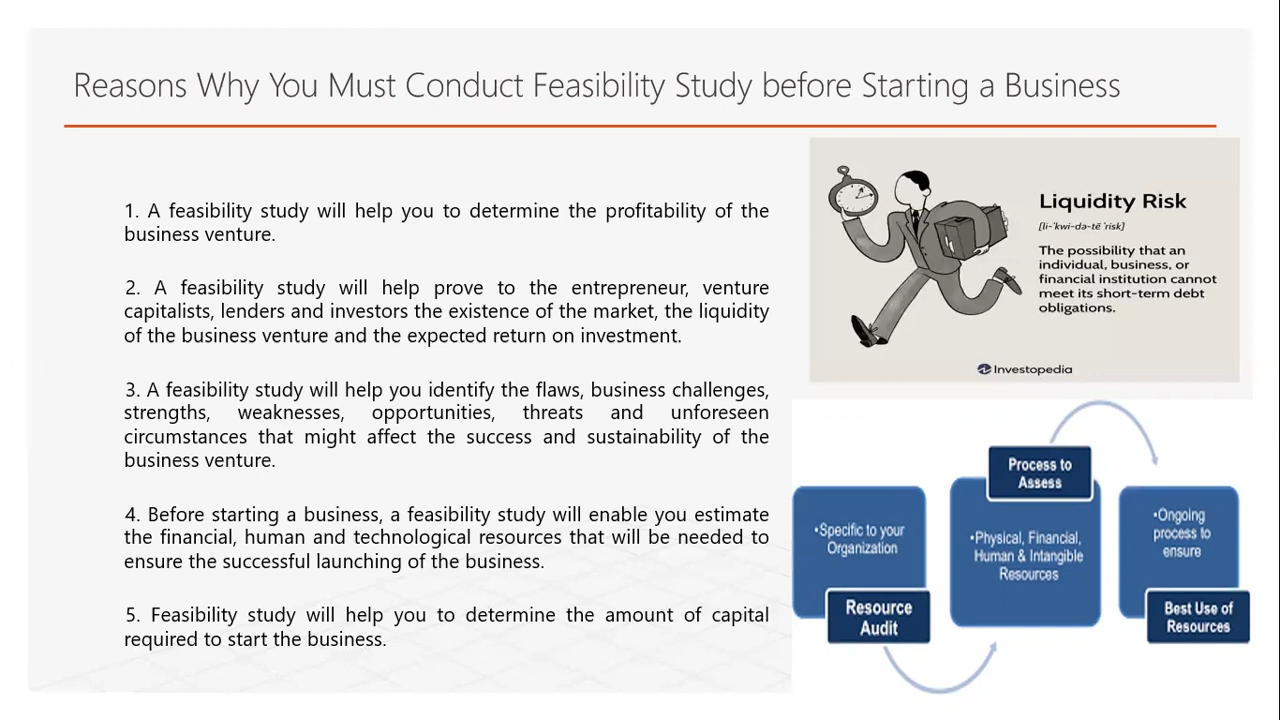 Reasons Why You Must Conduct Feasibility Study before Starting a Business
1. A feasibility study will help you to determine the profitability of the
business venture.
2. A feasibility study will help prove to the entrepreneur, venture
capitalists, lenders and investors the existence of the market, the liquidity
of the business venture and the expected return on investment.
3. A feasibility study will help you identify the flaws, business challenges,
strengths, weaknesses, opportunities, threats and unforeseen
circumstances that might affect the success and sustainability of the
business venture.
4. Before starting a business, a feasibility study will enable you estimate
the financial, human and technological resources that will be needed to
ensure the successful launching of the business.
5. Feasibility study will help you to determine the amount of capital
required to start the business.
Liquidity Risk
[li-ˈkwi-də-tē ˈrisk]
The possibility that an
individual, business, or
financial institution cannot
meet its short-term debt
obligations.
Investopedia
•Specific to your
Organization
Resource
Audit
Process to
Assess
•Physical, Financial,
Human & Intangible
Resources
•Ongoing
process to
ensure
Best Use of
Resources